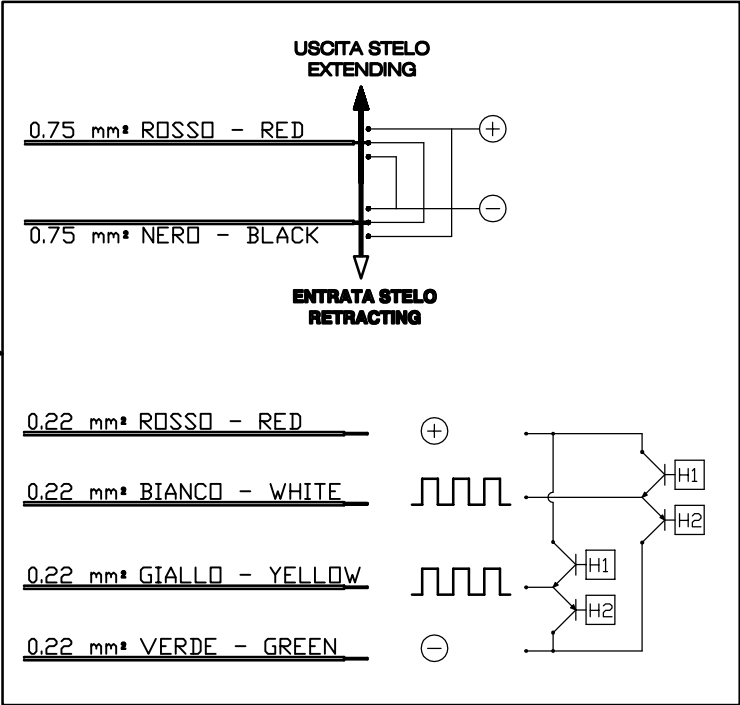 USCITA STELO
EXTENDING
0.75 mm² ROSSO - RED
+
-
0.75 mm² NERO - BLACK
ENTRATA STELO
RETRACTING
0.22 mm² ROSSO - RED
+
H1
0.22 mm² BIANCO - WHITE
H2
0.22 mm² GIALLO - YELLOW
H1
H2
0.22 mm² VERDE - GREEN
-